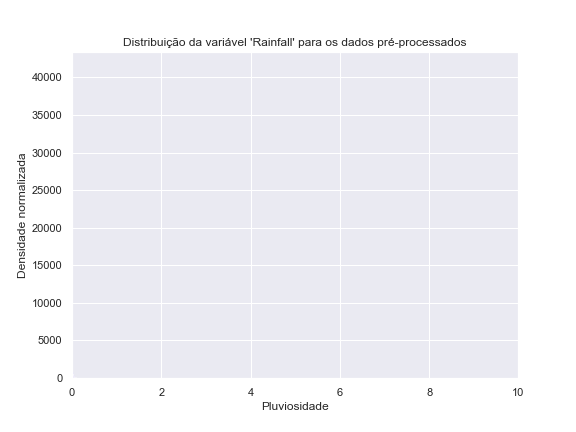 Distribuição da variável 'Rainfall' para os dados pré-processados
Densidade normalizada
40000
35000
30000
25000
20000
15000
10000
5000
0
0 2 4 6 8 10
Pluviosidade